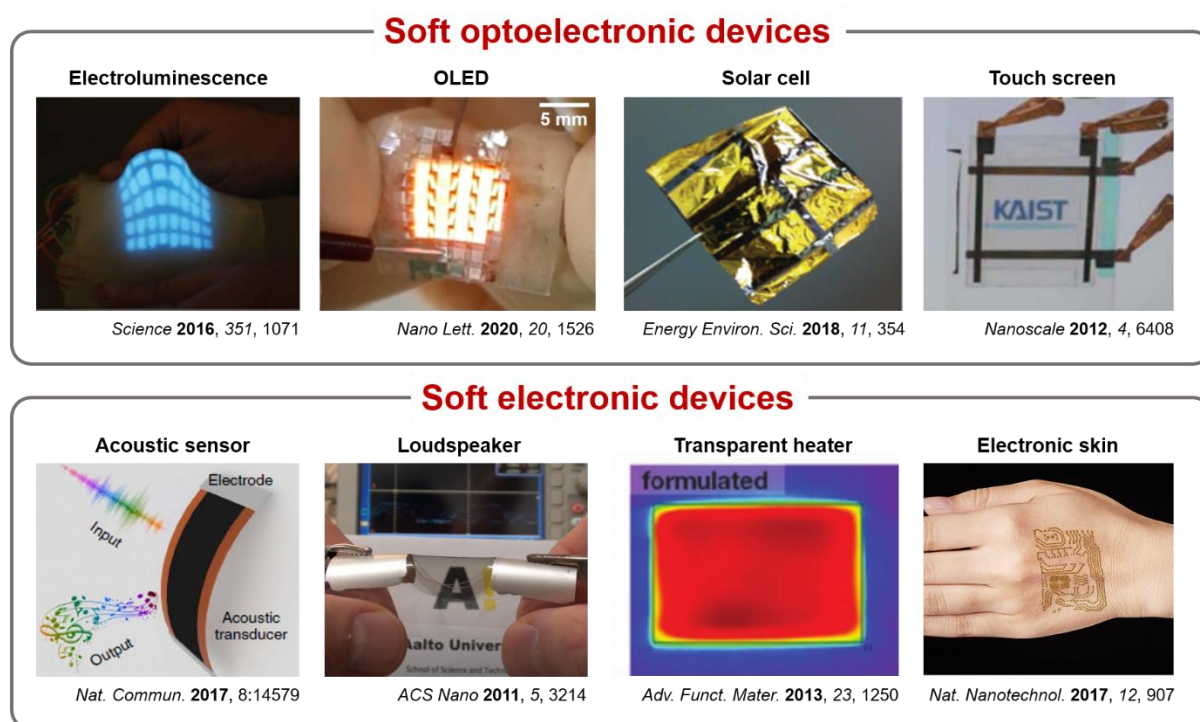 Soft optoelectronic devices
Electroluminescence
OLED
Solar cell
Touch screen
5 mm
KAIST
Science 2016, 351, 1071
Nano Lett. 2020, 20, 1526
Energy Environ. Sci. 2018, 11, 354
Nanoscale 2012, 4, 6408
Soft electronic devices
Acoustic sensor
Loudspeaker
Transparent heater
Electronic skin
Electrode
Input
Acoustic
transducer
Output
A!
Aalto Univer
School of Science and Techn
formulated
Nat. Commun. 2017, 8:14579
ACS Nano 2011, 5, 3214
Adv. Funct. Mater. 2013, 23, 1250
Nat. Nanotechnol. 2017, 12, 907